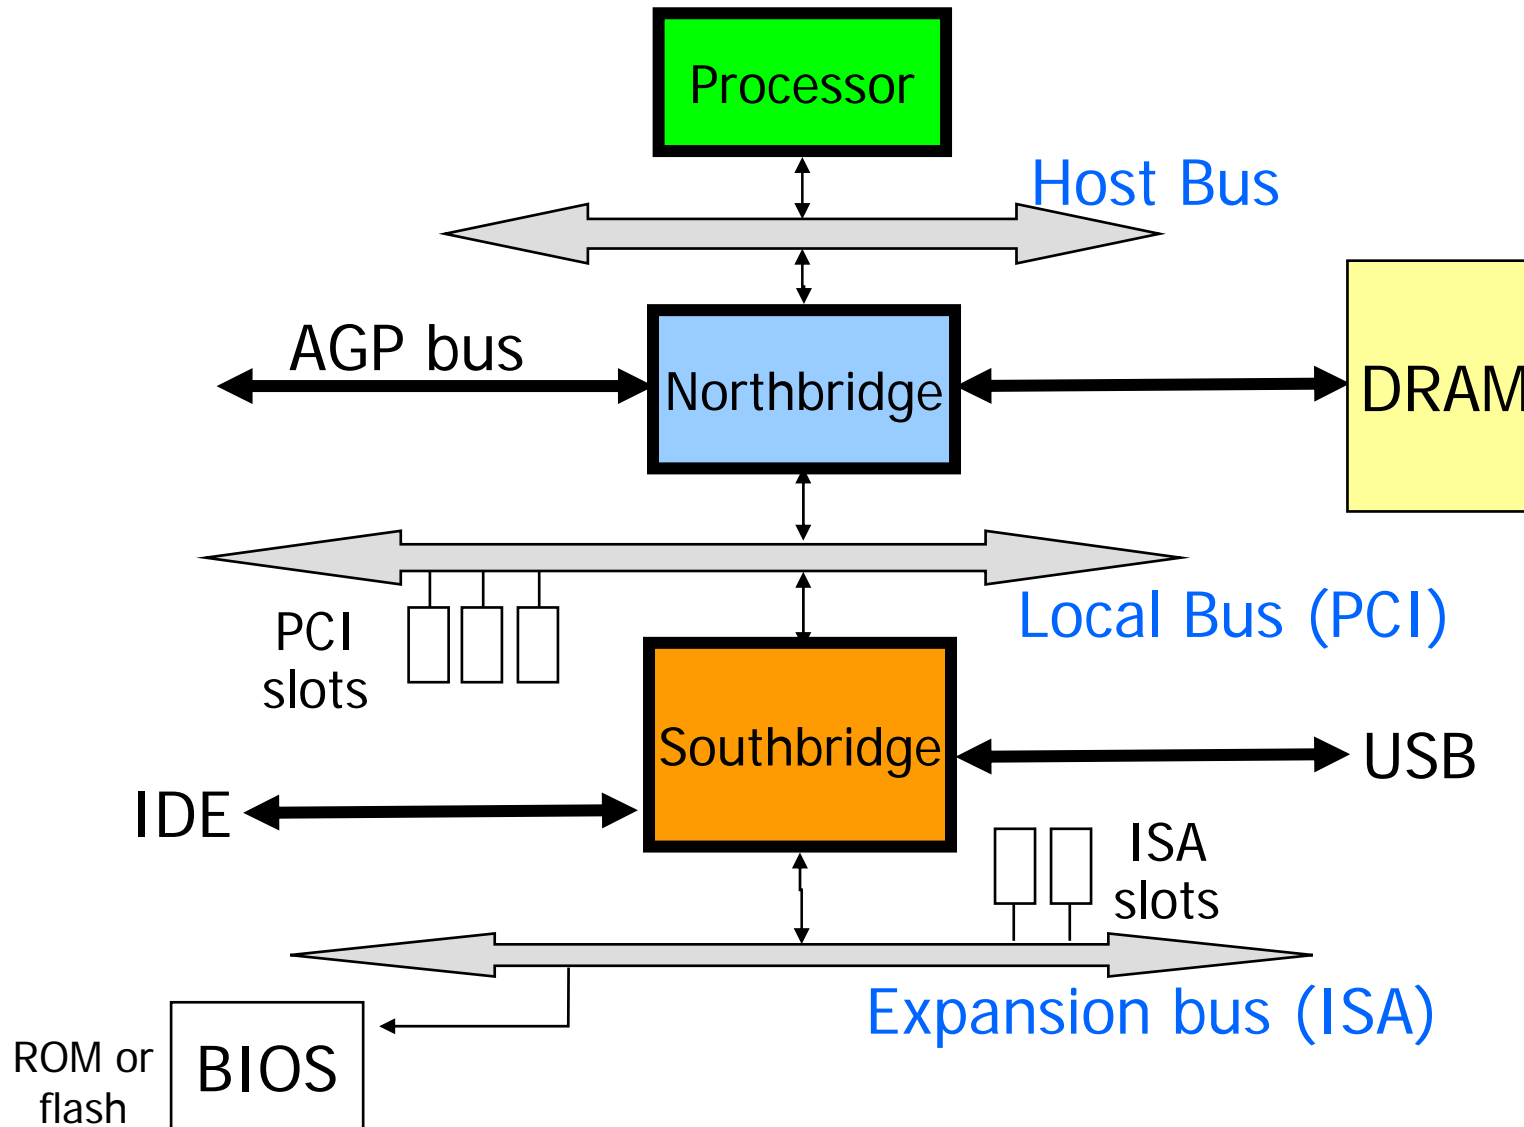 Processor
Host Bus
AGP bus
Northbridge
DRAM
PCI
slots
Local Bus (PCI)
Southbridge
USB
IDE
ISA
slots
Expansion bus (ISA)
ROM or
flash
BIOS